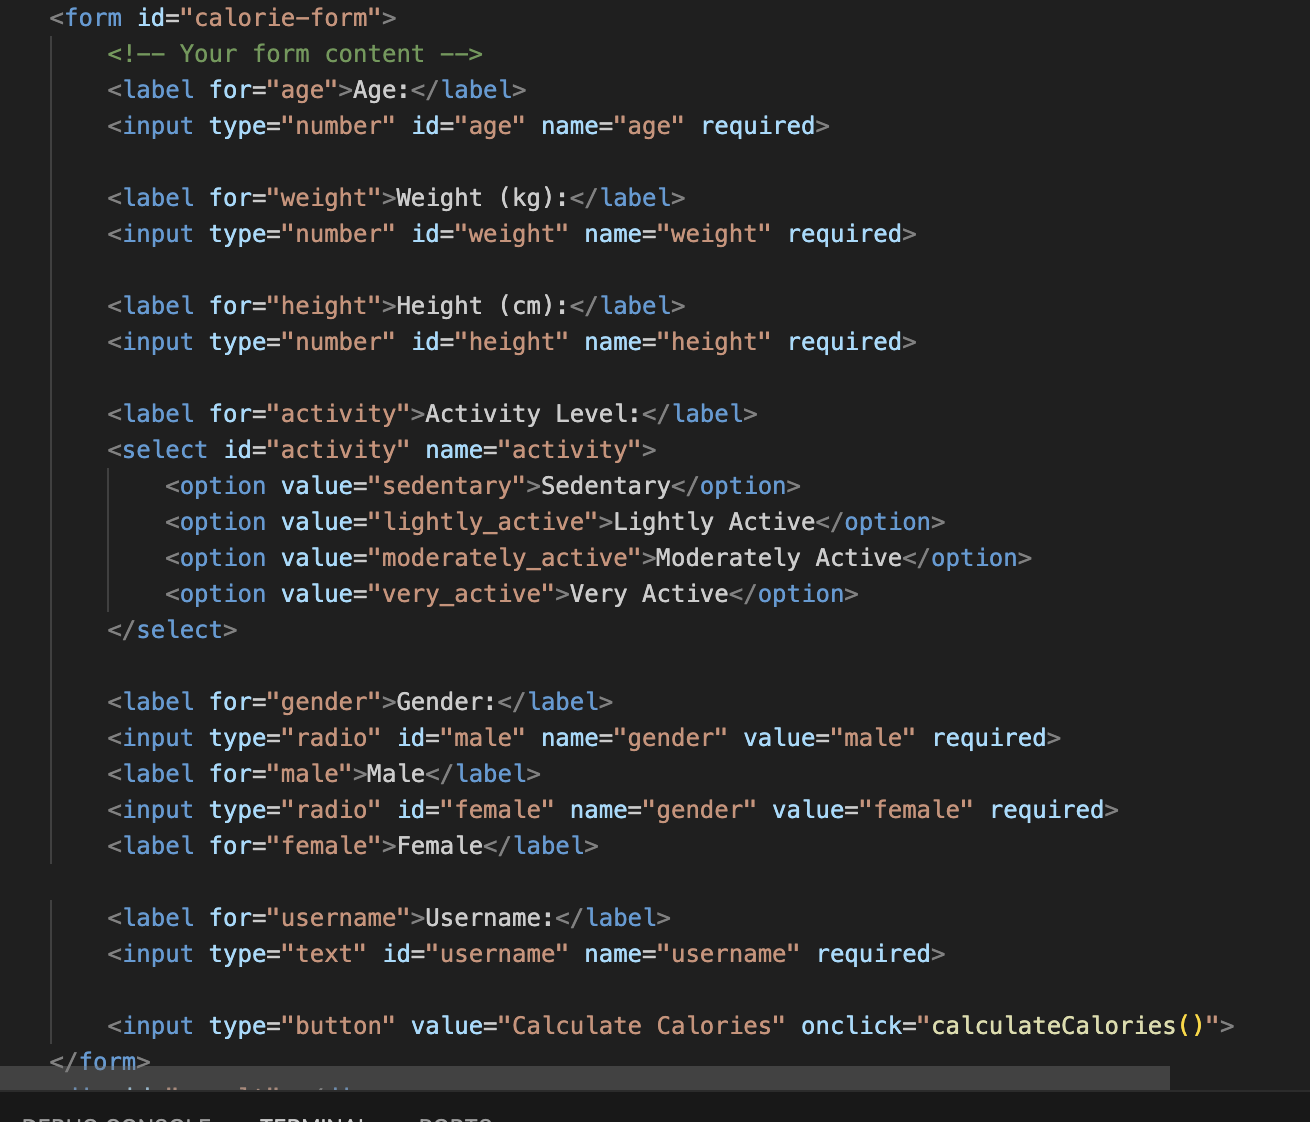 <form id="calorie-form">
<!-- Your form content -->
<label for="age">Age:</label>
<input type="number" id="age" name="age" required>
<label for="weight">Weight (kg):</label>
<input type="number" id="weight" name="weight" required>
<label for="height">Height (cm):</label>
<input type="number" id="height" name="height" required>
<label for="activity">Activity Level:</label>
<select id="activity" name="activity">
<option value="sedentary">Sedentary</option>
<option value="lightly_active">Lightly Active</option>
<option value="moderately_active">Moderately Active</option>
<option value="very_active">Very Active</option>
</select>
<label for="gender">Gender:</label>
<input type="radio" id="male" name="gender" value="male" required>
<label for="male">Male</label>
<input type="radio" id="female" name="gender" value="female" required>
<label for="female">Female</label>
<label for="username">Username:</label>
<input type="text" id="username" name="username" required>
<input type="button" value="Calculate Calories" onclick="calculateCalories()">
</form>
DEBUG CONSOLE TERMINAL PORTS